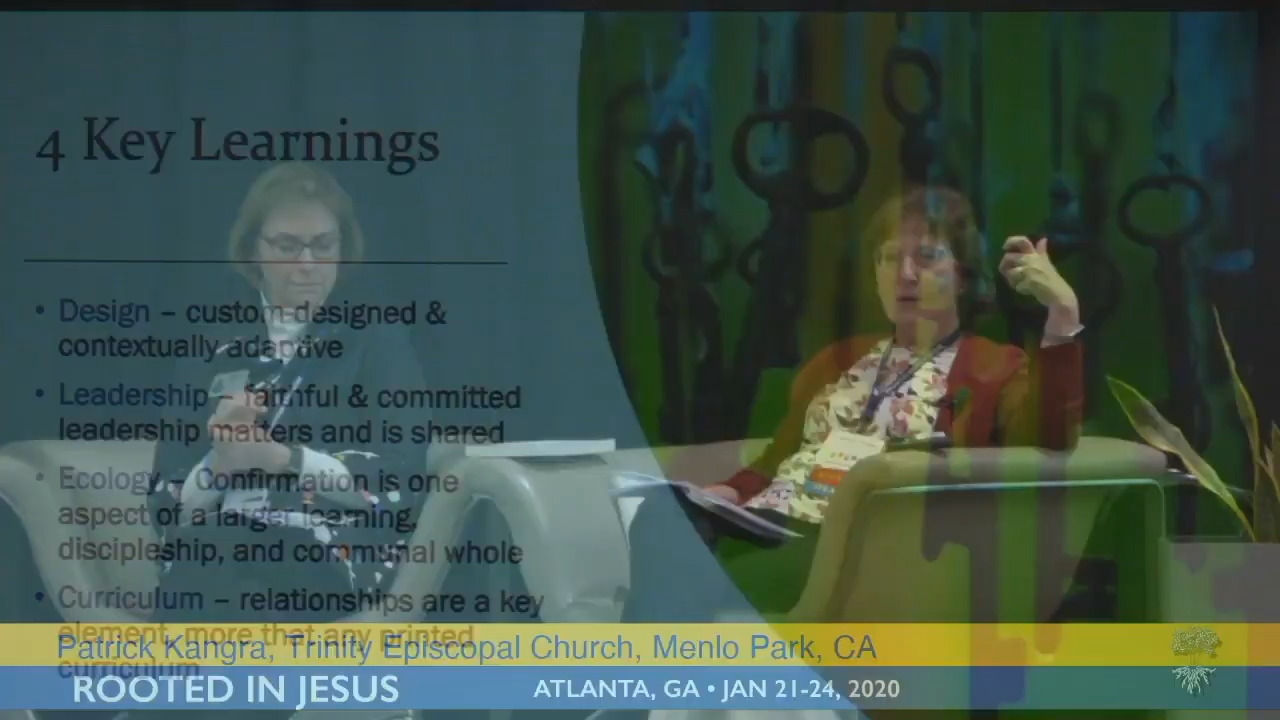 4 Key Learnings
• Design – custom-designed &
contextually adaptive
• Leadership – faithful & committed
leadership matters and is shared
• Ecology – Confirmation is one
aspect of a larger learning,
discipleship, and communal whole
• Curriculum – relationships are a key
element, more that any printed
curriculum
Patrick Kangra, Trinity Episcopal Church, Menlo Park, CA
ROOTED IN JESUS
ATLANTA, GA • JAN 21-24, 2020